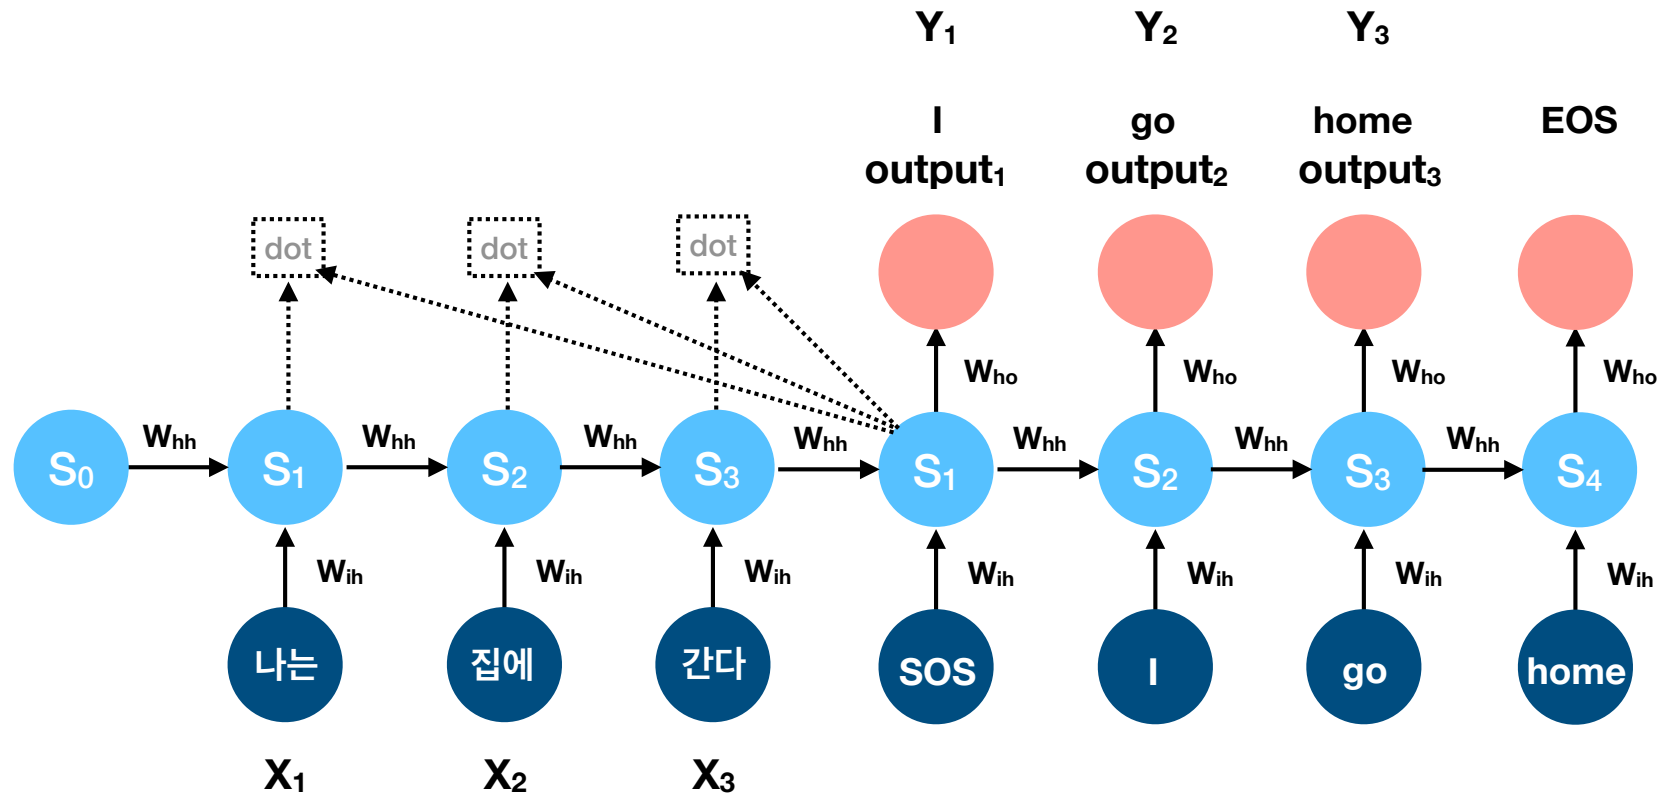 Y₁ Y₂ Y₃
I go home EOS
output₁ output₂ output₃
dot dot dot
Who Who Who Who
Whh Whh Whh Whh Whh Whh Whh
S₀ S₁ S₂ S₃ S₁ S₂ S₃ S₄
Wih Wih Wih Wih Wih Wih Wih
나는 집에 간다 SOS I go home
X₁ X₂ X₃